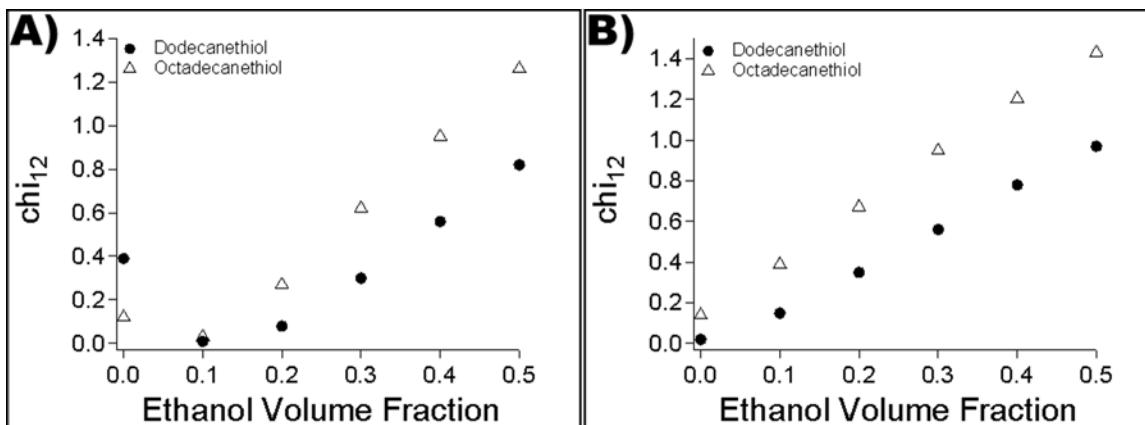 A)
Dodecanethiol
Octadecanethiol
1.4
1.2
1.0
0.8
0.6
0.4
0.2
0.0
chi12
0.0 0.1 0.2 0.3 0.4 0.5
Ethanol Volume Fraction
B)
Dodecanethiol
Octadecanethiol
1.4
1.2
1.0
0.8
0.6
0.4
0.2
0.0
chi12
0.0 0.1 0.2 0.3 0.4 0.5
Ethanol Volume Fraction